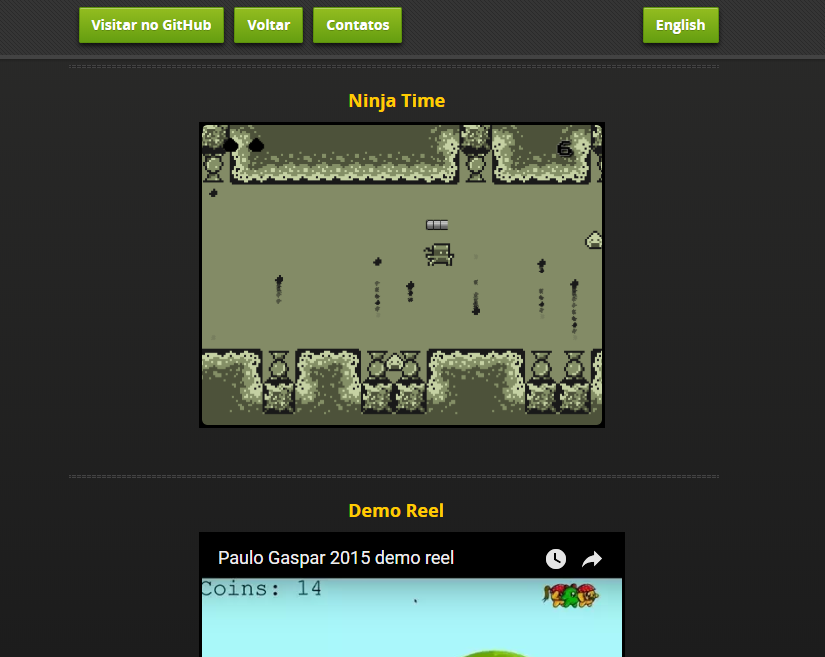 Visitar no GitHub
Voltar
Contatos
English
Ninja Time
6
Demo Reel
Paulo Gaspar 2015 demo reel
Coins: 14